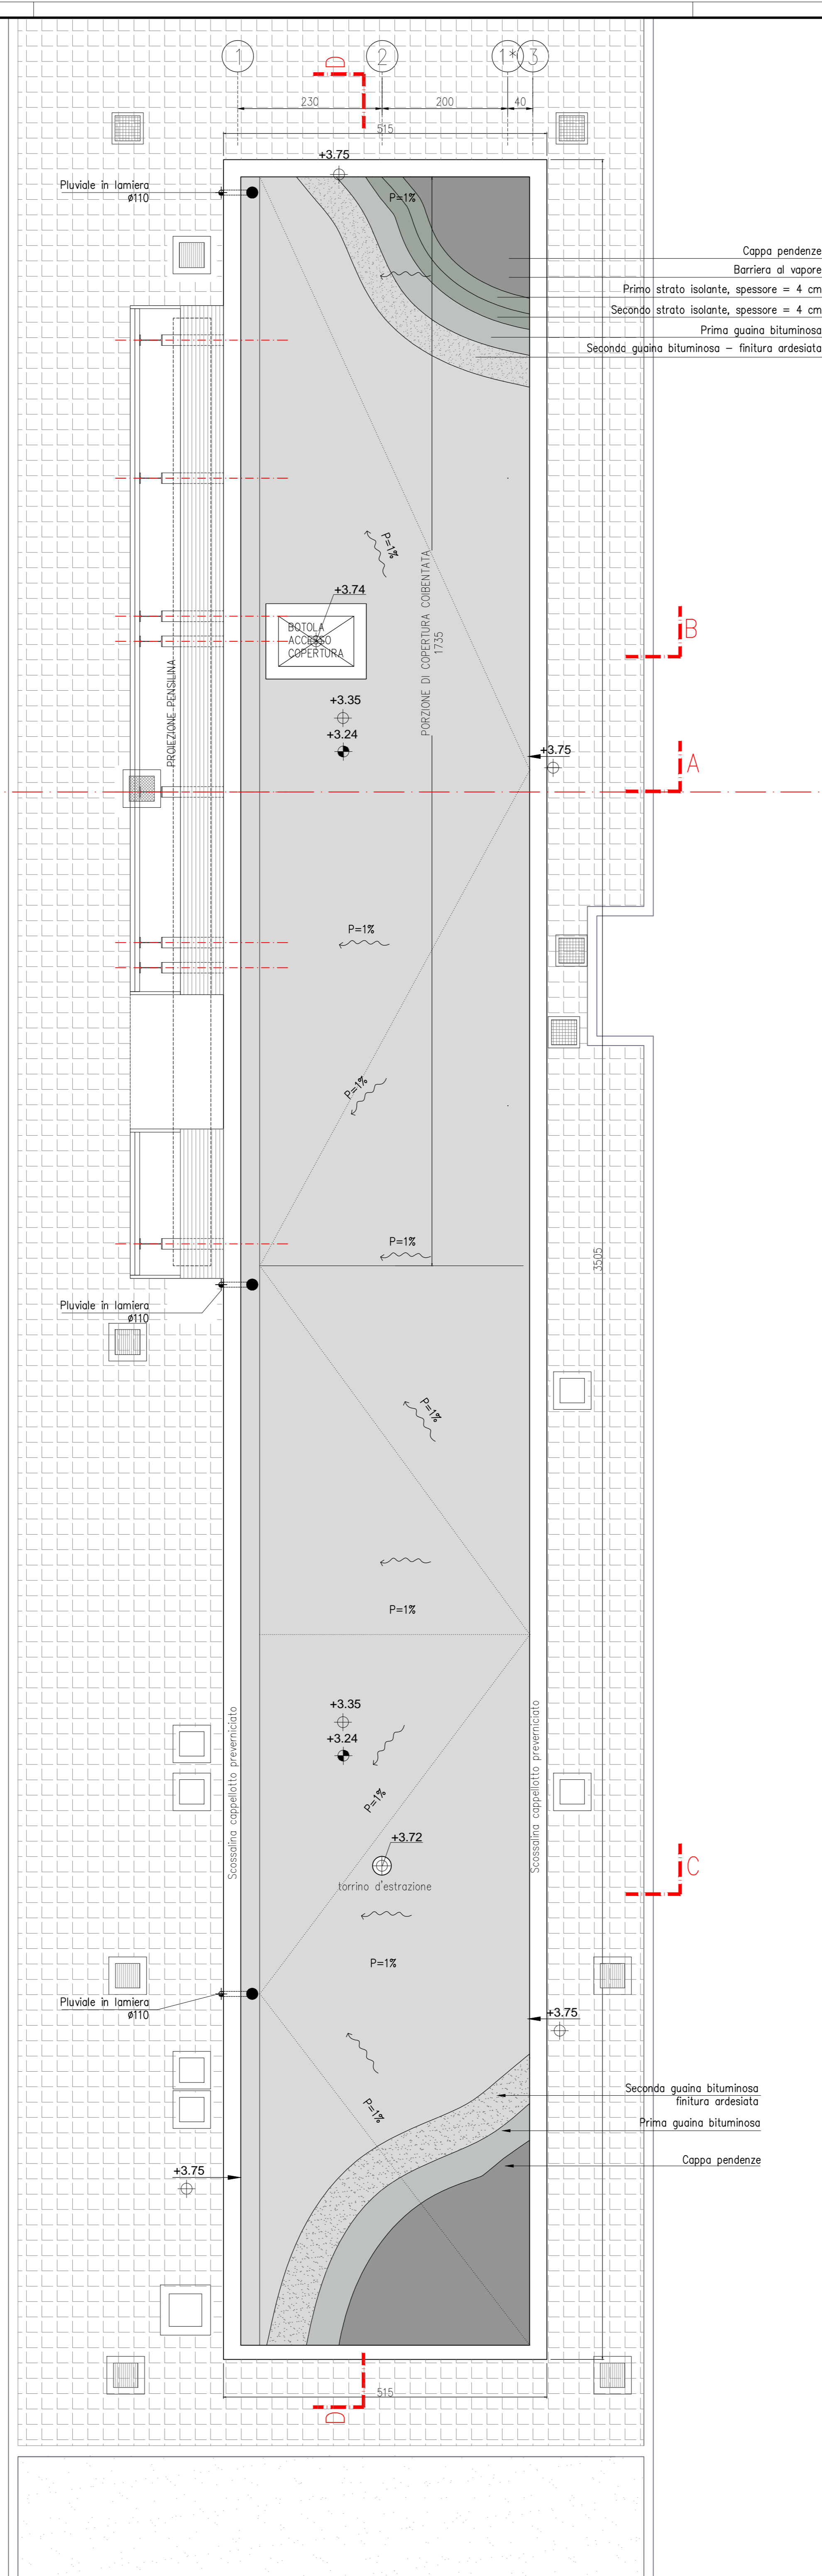 1
2
1*
3
D
230
200
40
515
+3.75
Pluviale in lamiera
ø110
P=1%
Cappa pendenze
Barriera al vapore
Primo strato isolante, spessore = 4 cm
Secondo strato isolante, spessore = 4 cm
Prima guaina bituminosa
Seconda guaina bituminosa – finitura ardesiata
P=1%
PORZIONE DI COPERTURA COIBENTATA
1735
+3.74
BOTOLA
ACCESSO
COPERTURA
B
PROIEZIONE PENSILINA
+3.35
+3.24
+3.75
A
P=1%
P=1%
P=1%
3505
Pluviale in lamiera
ø110
P=1%
P=1%
Scossalina cappellotto preverniciato
Scossalina cappellotto preverniciato
+3.35
+3.24
P=1%
+3.72
torrino d'estrazione
C
P=1%
Pluviale in lamiera
ø110
+3.75
Seconda guaina bituminosa
finitura ardesiata
P=1%
Prima guaina bituminosa
Cappa pendenze
+3.75
515
D